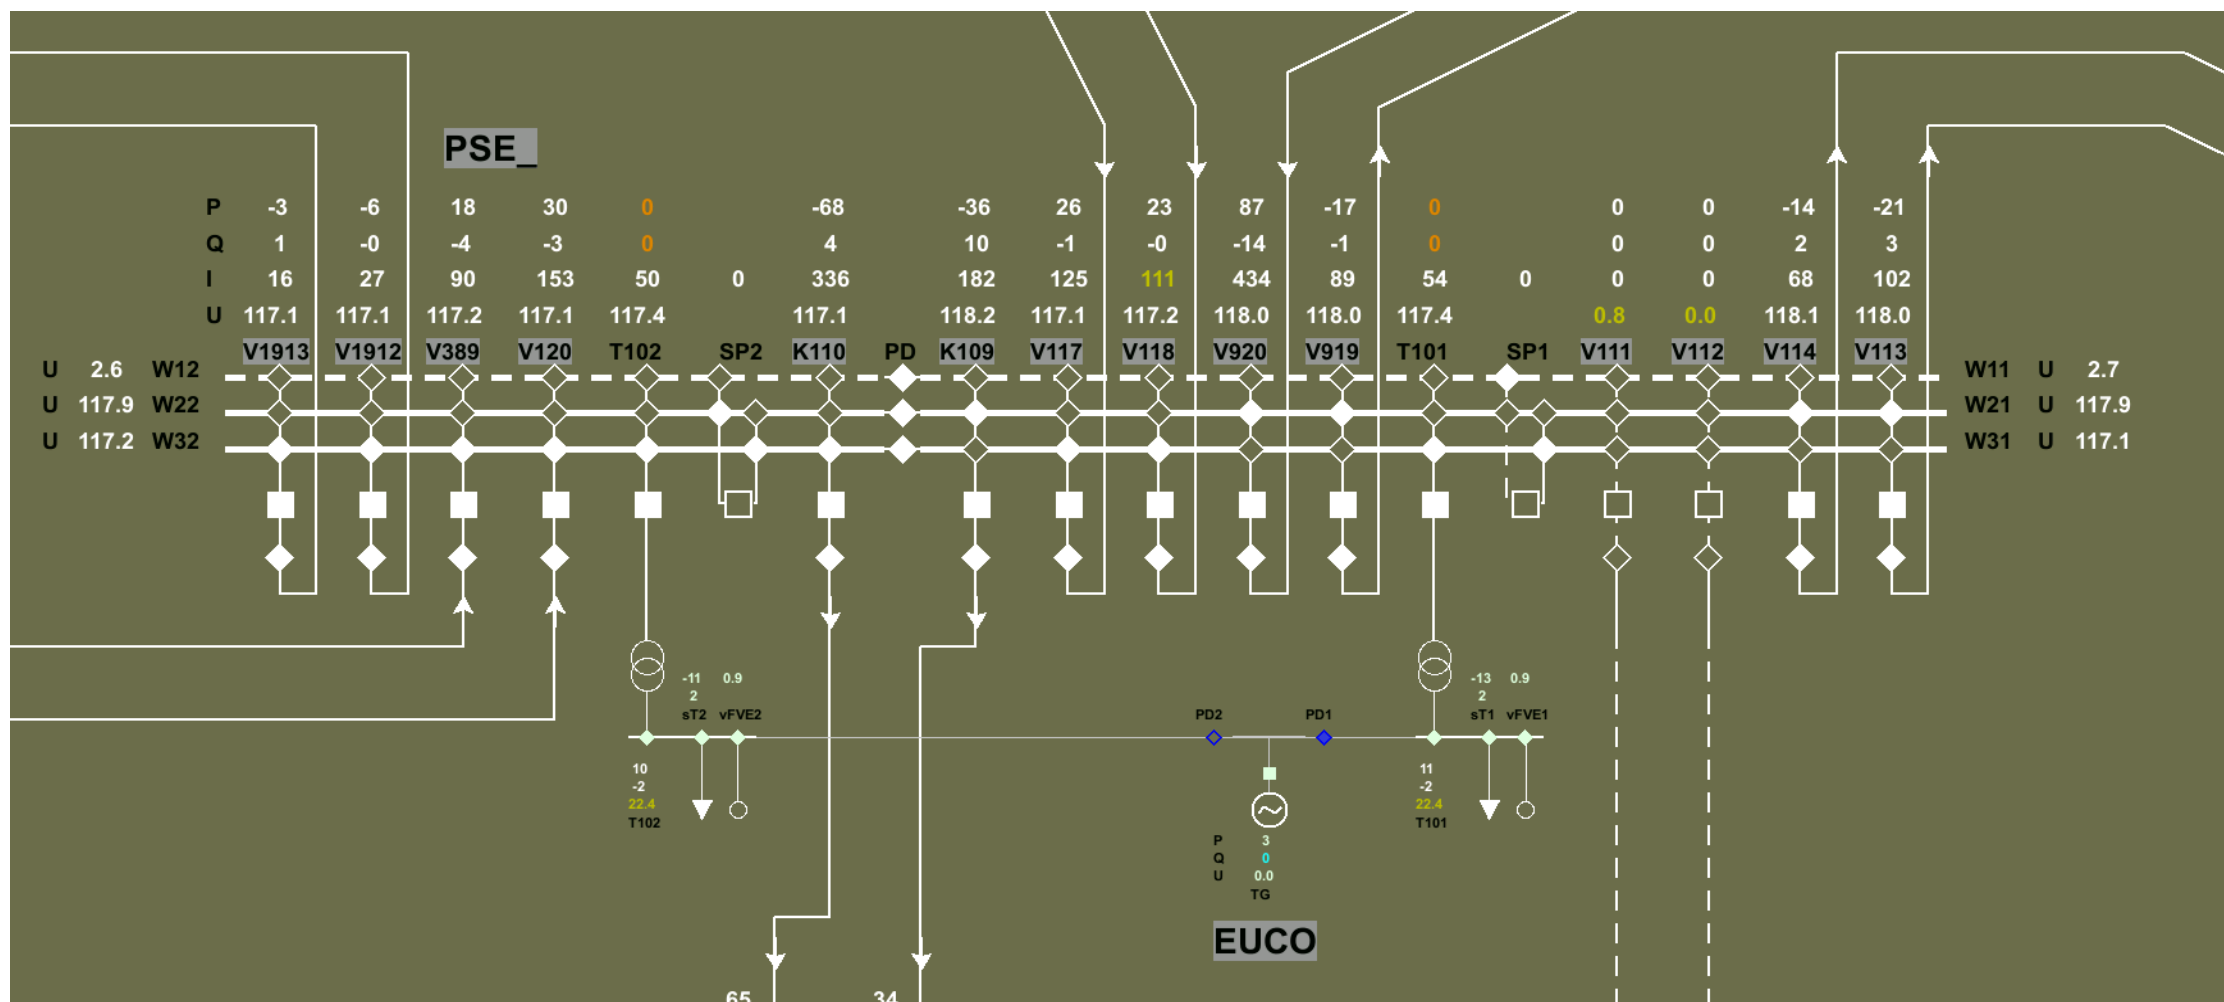 PSE_
P -3 -6 18 30 0 -68 -36 26 23 87 -17 0 0 0 -14 -21
Q 1 -0 -4 -3 0 4 10 -1 -0 -14 -1 0 0 0 2 3
I 16 27 90 153 50 0 336 182 125 111 434 89 54 0 0 0 68 102
U 117.1 117.1 117.2 117.1 117.4 117.1 118.2 117.1 117.2 118.0 118.0 117.4 0.8 0.0 118.1 118.0
V1913 V1912 V389 V120 T102 SP2 K110 PD K109 V117 V118 V920 V919 T101 SP1 V111 V112 V114 V113
U 2.6 W12 W11 U 2.7
U 117.9 W22 W21 U 117.9
U 117.2 W32 W31 U 117.1
-11 0.9 -13 0.9
2 2
sT2 vFVE2 PD2 PD1 sT1 vFVE1
10 11
-2 -2
22.4 22.4
T102 T101
P 3
Q 0
U 0.0
TG
EUCO
65 34